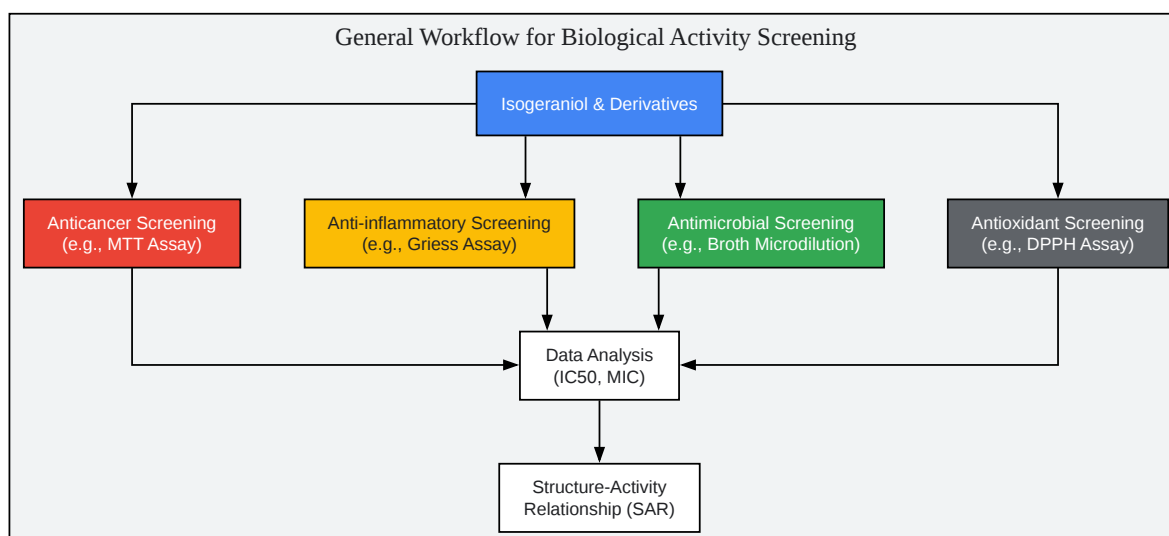 General Workflow for Biological Activity Screening
Isogeraniol & Derivatives
Anticancer Screening
(e.g., MTT Assay)
Anti-inflammatory Screening
(e.g., Griess Assay)
Antimicrobial Screening
(e.g., Broth Microdilution)
Antioxidant Screening
(e.g., DPPH Assay)
Data Analysis
(IC50, MIC)
Structure-Activity
Relationship (SAR)